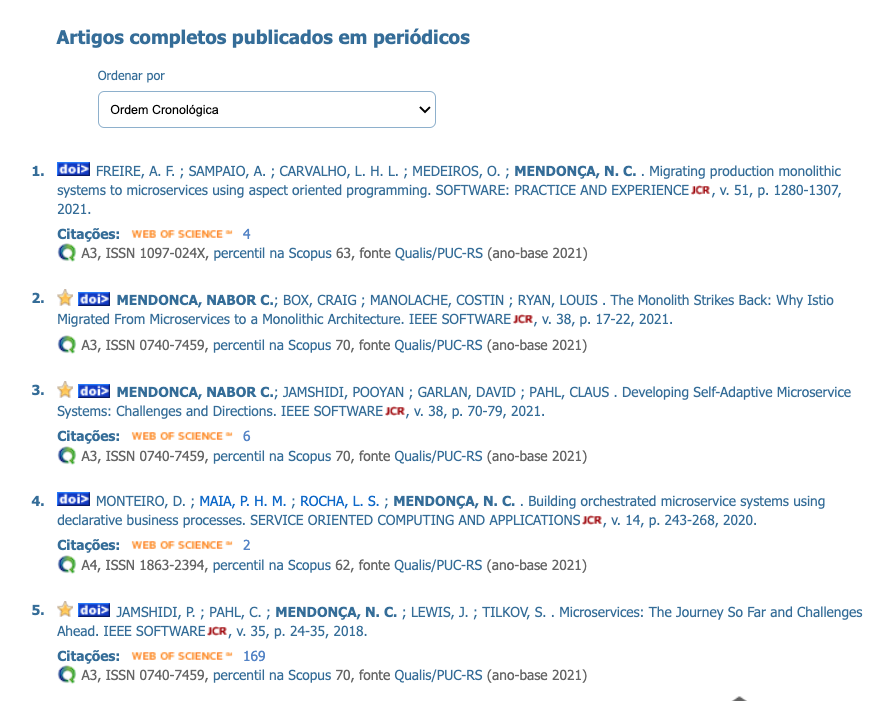 Artigos completos publicados em periódicos
Ordenar por
Ordem Cronológica
1. doi> FREIRE, A. F. ; SAMPAIO, A. ; CARVALHO, L. H. L. ; MEDEIROS, O. ; MENDONÇA, N. C. . Migrating production monolithic
systems to microservices using aspect oriented programming. SOFTWARE: PRACTICE AND EXPERIENCE JCR, v. 51, p. 1280-1307,
2021.
Citações: WEB OF SCIENCE ℠ 4
A3, ISSN 1097-024X, percentil na Scopus 63, fonte Qualis/PUC-RS (ano-base 2021)
2. doi> MENDONCA, NABOR C.; BOX, CRAIG ; MANOLACHE, COSTIN ; RYAN, LOUIS . The Monolith Strikes Back: Why Istio
Migrated From Microservices to a Monolithic Architecture. IEEE SOFTWARE JCR, v. 38, p. 17-22, 2021.
A3, ISSN 0740-7459, percentil na Scopus 70, fonte Qualis/PUC-RS (ano-base 2021)
3. doi> MENDONCA, NABOR C.; JAMSHIDI, POOYAN ; GARLAN, DAVID ; PAHL, CLAUS . Developing Self-Adaptive Microservice
Systems: Challenges and Directions. IEEE SOFTWARE JCR, v. 38, p. 70-79, 2021.
Citações: WEB OF SCIENCE ℠ 6
A3, ISSN 0740-7459, percentil na Scopus 70, fonte Qualis/PUC-RS (ano-base 2021)
4. doi> MONTEIRO, D. ; MAIA, P. H. M. ; ROCHA, L. S. ; MENDONÇA, N. C. . Building orchestrated microservice systems using
declarative business processes. SERVICE ORIENTED COMPUTING AND APPLICATIONS JCR, v. 14, p. 243-268, 2020.
Citações: WEB OF SCIENCE ℠ 2
A4, ISSN 1863-2394, percentil na Scopus 62, fonte Qualis/PUC-RS (ano-base 2021)
5. doi> JAMSHIDI, P. ; PAHL, C. ; MENDONÇA, N. C. ; LEWIS, J. ; TILKOV, S. . Microservices: The Journey So Far and Challenges
Ahead. IEEE SOFTWARE JCR, v. 35, p. 24-35, 2018.
Citações: WEB OF SCIENCE ℠ 169
A3, ISSN 0740-7459, percentil na Scopus 70, fonte Qualis/PUC-RS (ano-base 2021)